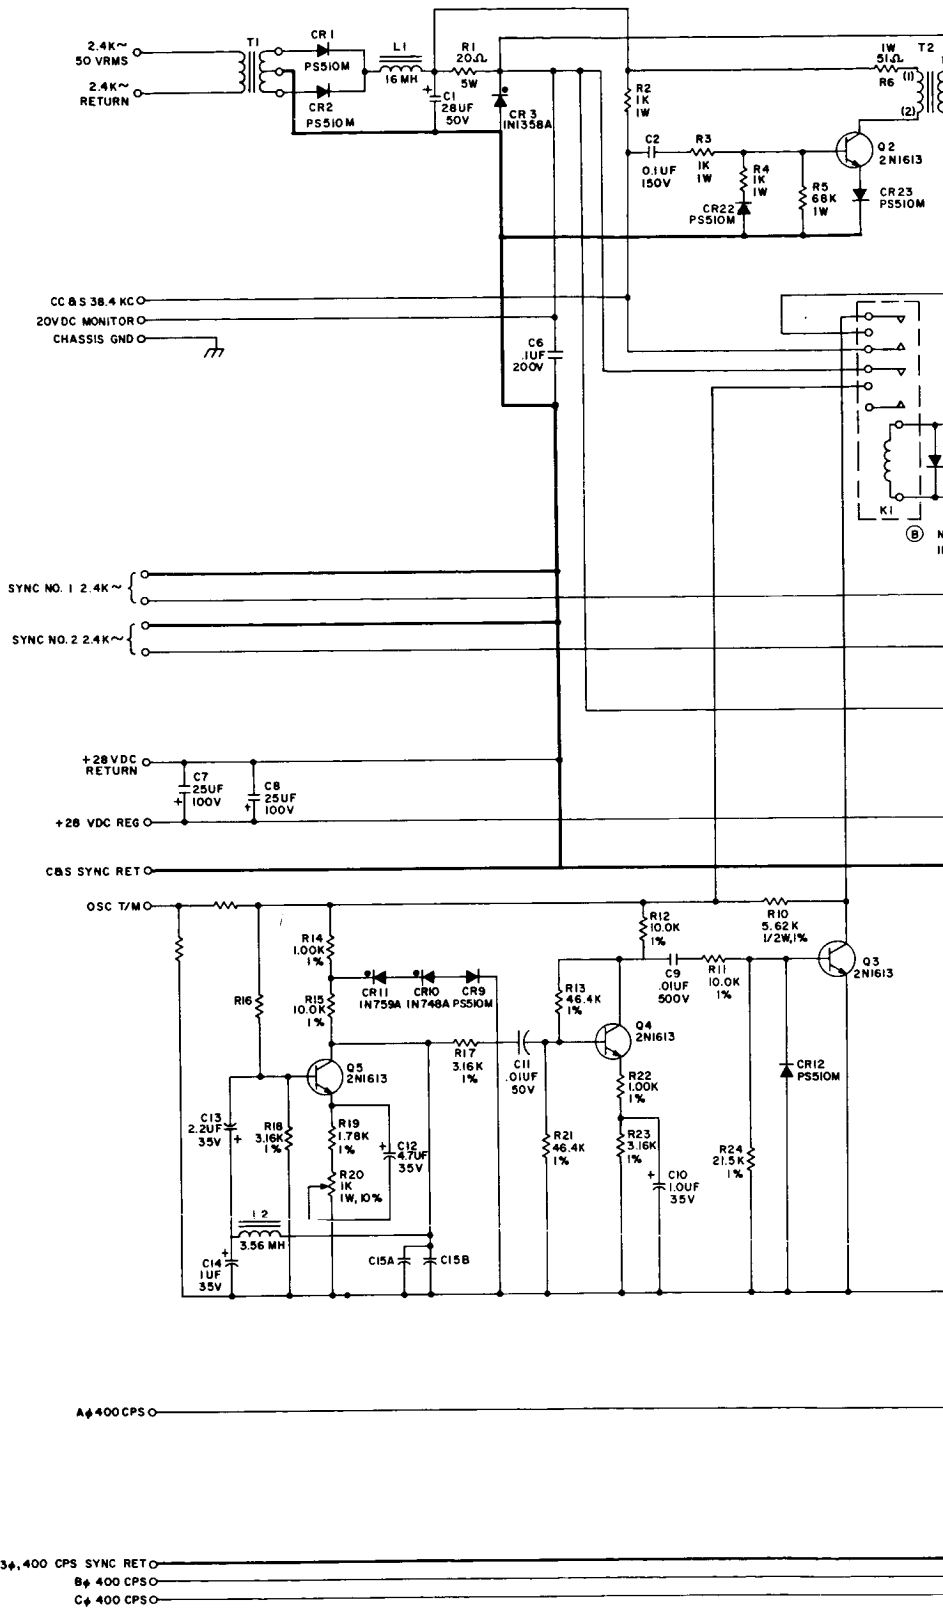 2.4K~
50 VRMS
2.4K~
RETURN
T1
CR1
PS510M
CR2
PS510M
L1
16 MH
R1
20Ω
5W
C1
28UF
50V
CR3
IN1358A
R2
1K
1W
1W
51Ω
R6
T2
(1)
(2)
C2
0.1UF
150V
R3
1K
1W
R4
1K
1W
CR22
PS510M
R5
68K
1W
Q2
2N1613
CR23
PS510M
CC & S 38.4 KC
20VDC MONITOR
CHASSIS GND
C6
.1UF
200V
K1
B
SYNC NO. 1 2.4K~
SYNC NO. 2 2.4K~
+28VDC
RETURN
C7
25UF
100V
C8
25UF
100V
+28 VDC REG
C&S SYNC RET
OSC T/M
R14
1.00K
1%
R12
10.0K
1%
R10
5.62K
1/2W,1%
R16
R15
10.0K
1%
CR11
1N759A
CR10
1N748A
CR9
PS510M
R13
46.4K
1%
C9
.01UF
500V
R11
10.0K
1%
Q3
2N1613
Q5
2N1613
R17
3.16K
1%
C11
.01UF
50V
Q4
2N1613
CR12
PS510M
R22
1.00K
1%
C13
2.2UF
35V
R18
3.16K
1%
R19
1.78K
1%
C12
4.7UF
35V
R21
46.4K
1%
R23
3.16K
1%
R24
21.5K
1%
R20
1K
1W, 10%
C10
1.0UF
35V
L2
3.56 MH
C14
1UF
35V
C15A
C15B
Aϕ 400 CPS
3ϕ, 400 CPS SYNC RET
Bϕ 400 CPS
Cϕ 400 CPS